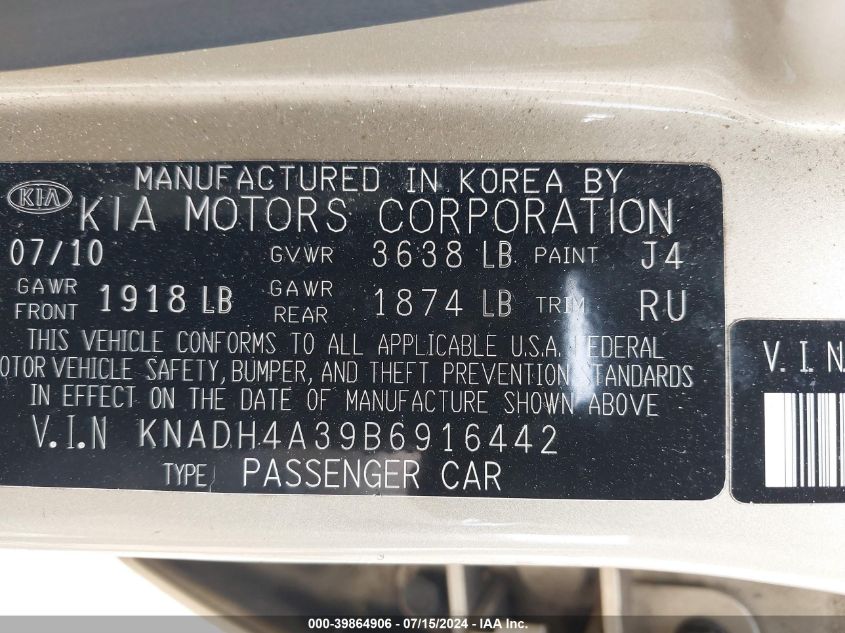 MANUFACTURED IN KOREA BY
KIA KIA MOTORS CORPORATION
07/10 GVWR 3638 LB PAINT J4
GAWR FRONT 1918 LB GAWR REAR 1874 LB TRIM RU
THIS VEHICLE CONFORMS TO ALL APPLICABLE U.S.A. FEDERAL
OTOR VEHICLE SAFETY, BUMPER, AND THEFT PREVENTION STANDARDS
IN EFFECT ON THE DATE OF MANUFACTURE SHOWN ABOVE
V.I.N KNADH4A39B6916442
TYPE: PASSENGER CAR
V.I.N
000-39864906 - 07/15/2024 - IAA Inc.